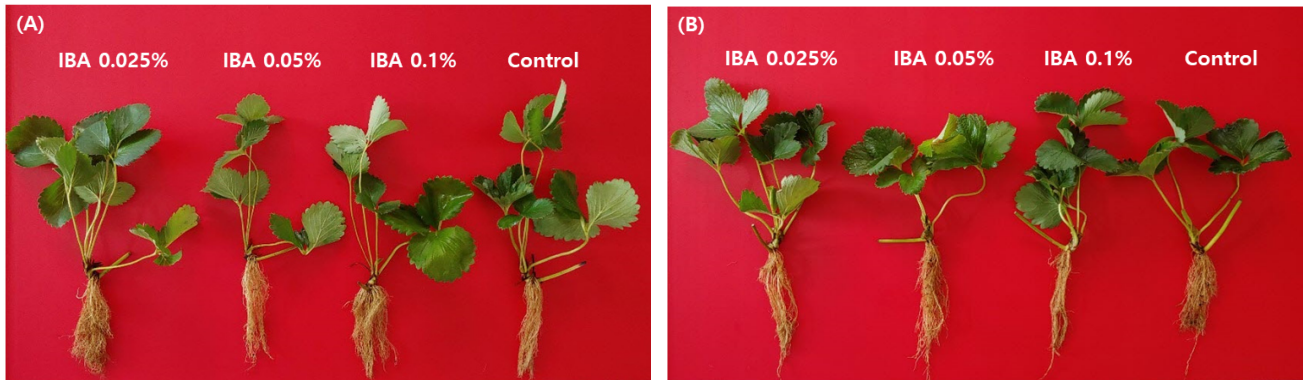 (A)
IBA 0.025% IBA 0.05% IBA 0.1% Control
(B)
IBA 0.025% IBA 0.05% IBA 0.1% Control